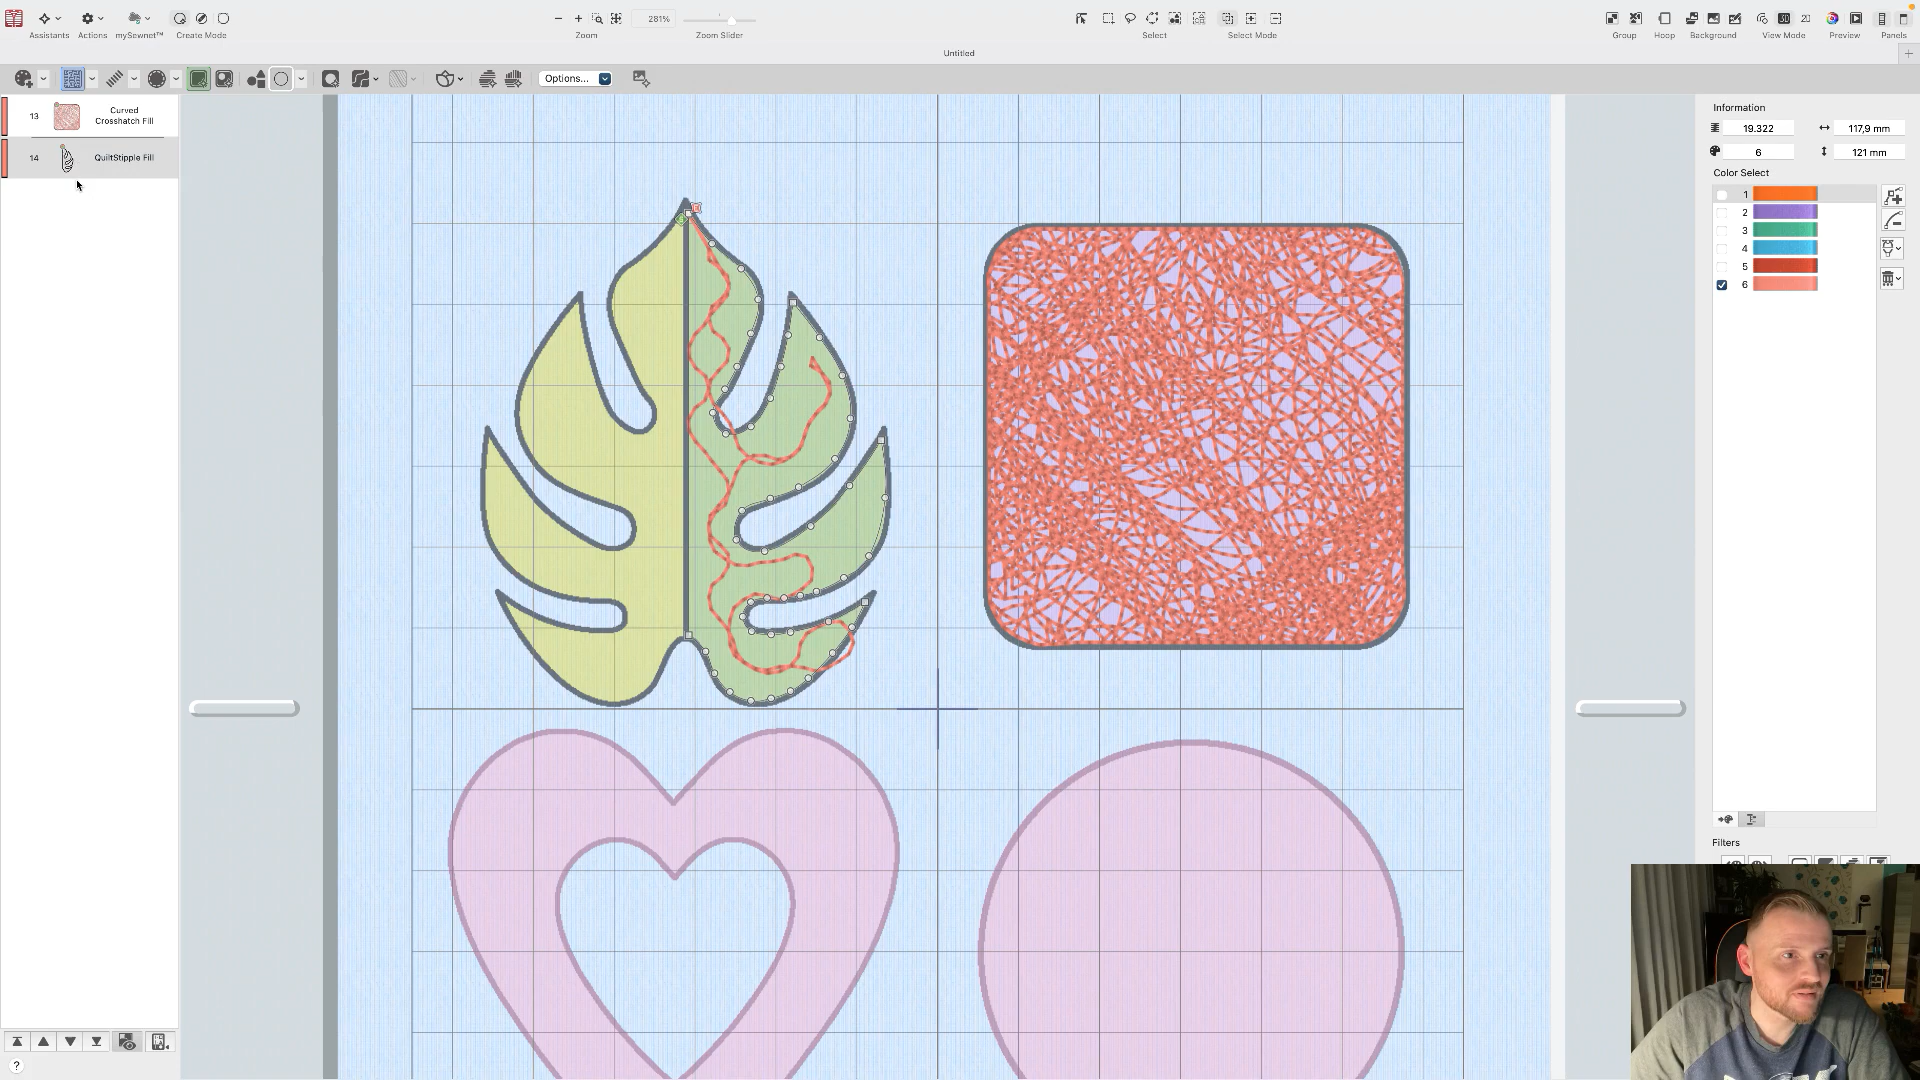 281%
Assistants
Actions
mySewnet™
Create Mode
Zoom
Zoom Slider
Select
Select Mode
2D
3D
Group
Hoop
Background
View Mode
Preview
Panels
Untitled
Options...
13
Curved
Crosshatch Fill
14
QuiltStipple Fill
Information
19.322
117,9 mm
6
121 mm
Color Select
1
2
3
4
5
6
Filters
?